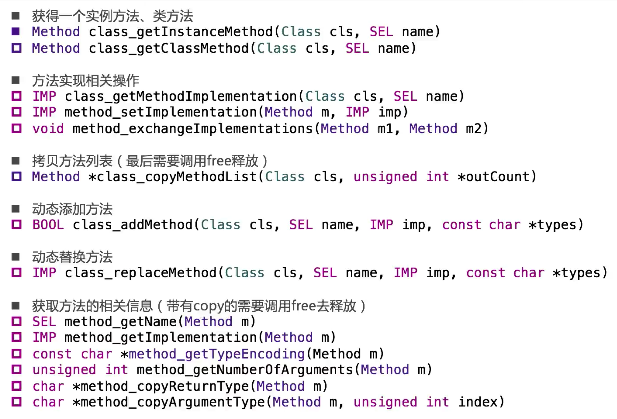 获得一个实例方法、类方法
Method class_getInstanceMethod(Class cls, SEL name)
Method class_getClassMethod(Class cls, SEL name)
方法实现相关操作
IMP class_getMethodImplementation(Class cls, SEL name)
IMP method_setImplementation(Method m, IMP imp)
void method_exchangeImplementations(Method m1, Method m2)
拷贝方法列表（最后需要调用free释放）
Method *class_copyMethodList(Class cls, unsigned int *outCount)
动态添加方法
BOOL class_addMethod(Class cls, SEL name, IMP imp, const char *types)
动态替换方法
IMP class_replaceMethod(Class cls, SEL name, IMP imp, const char *types)
获取方法的相关信息（带有copy的需要调用free去释放）
SEL method_getName(Method m)
IMP method_getImplementation(Method m)
const char *method_getTypeEncoding(Method m)
unsigned int method_getNumberOfArguments(Method m)
char *method_copyReturnType(Method m)
char *method_copyArgumentType(Method m, unsigned int index)